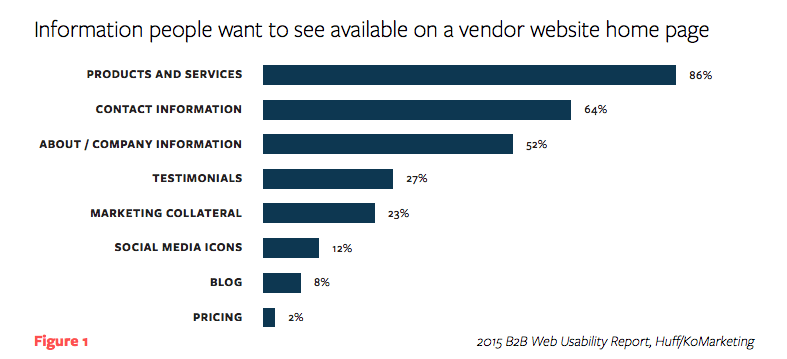 Information people want to see available on a vendor website home page
PRODUCTS AND SERVICES 86%
CONTACT INFORMATION 64%
ABOUT / COMPANY INFORMATION 52%
TESTIMONIALS 27%
MARKETING COLLATERAL 23%
SOCIAL MEDIA ICONS 12%
BLOG 8%
PRICING 2%
Figure 1 2015 B2B Web Usability Report, Huff/KoMarketing